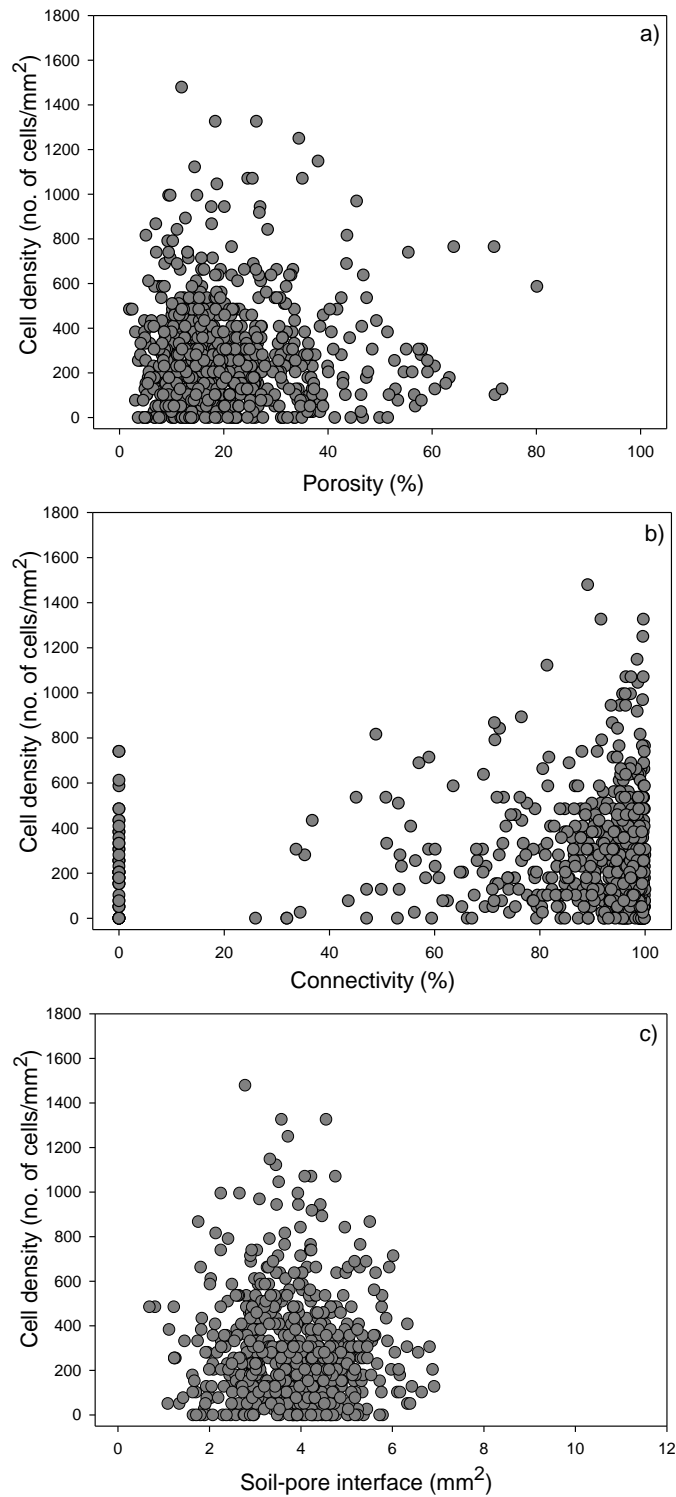 a)
1800
1600
1400
1200
1000
800
600
400
200
0
Cell density (no. of cells/mm²)
0 20 40 60 80 100
Porosity (%)
b)
1800
1600
1400
1200
1000
800
600
400
200
0
Cell density (no. of cells/mm²)
0 20 40 60 80 100
Connectivity (%)
c)
1800
1600
1400
1200
1000
800
600
400
200
0
Cell density (no. of cells/mm²)
0 2 4 6 8 10 12
Soil-pore interface (mm²)